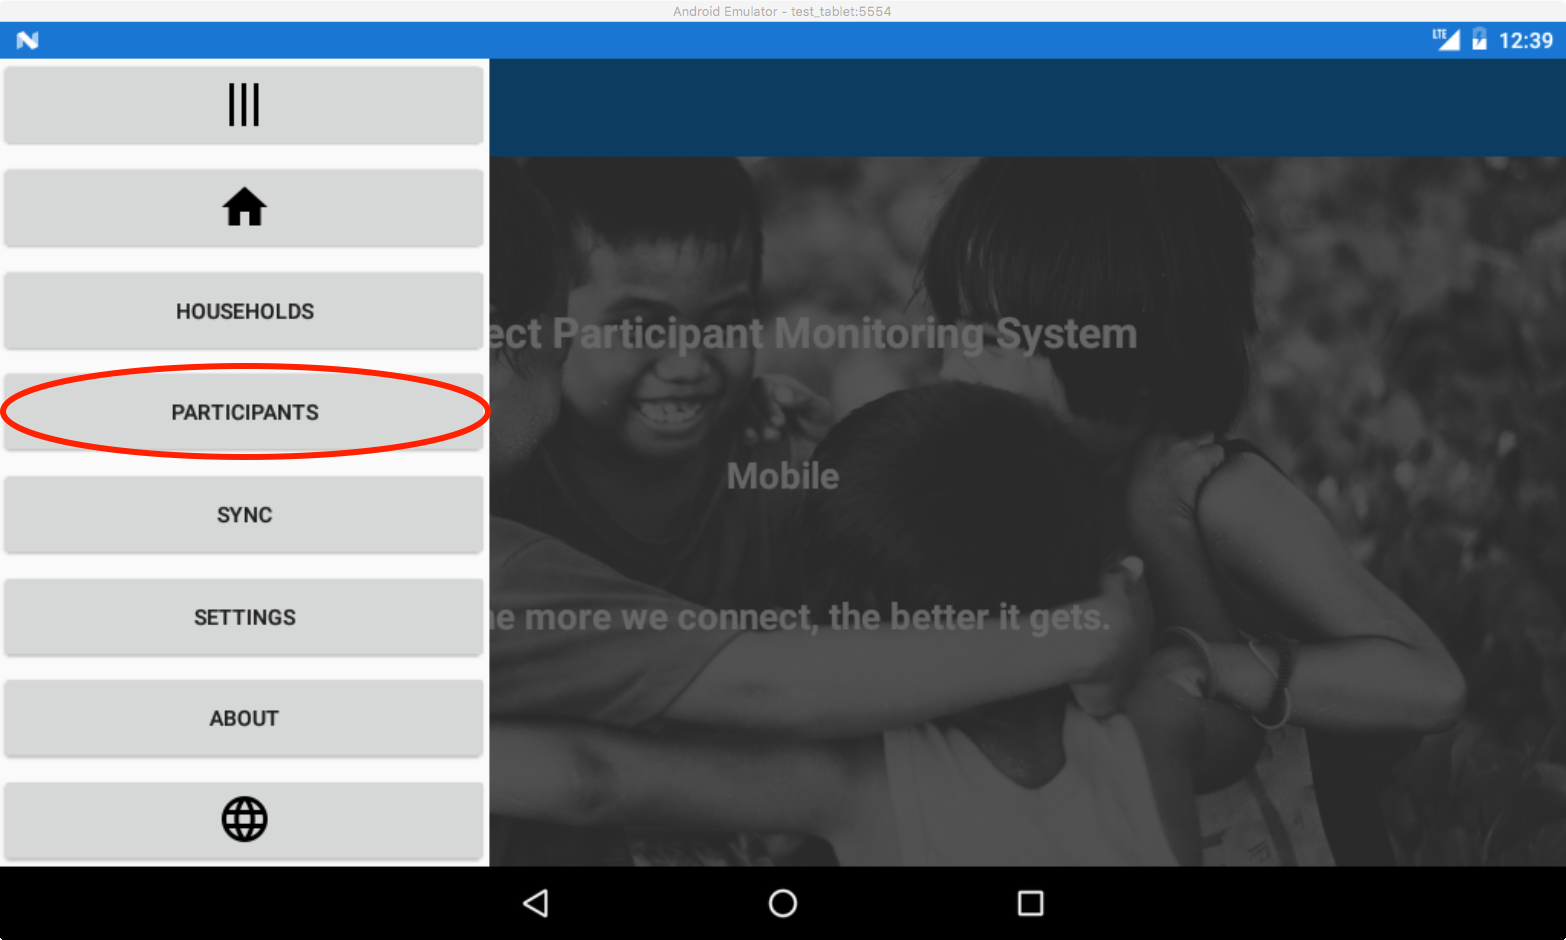 Android Emulator - test_tablet:5554
LTE 12:39
HOUSEHOLDS
PARTICIPANTS
SYNC
SETTINGS
ABOUT
ect Participant Monitoring System
Mobile
e more we connect, the better it gets.